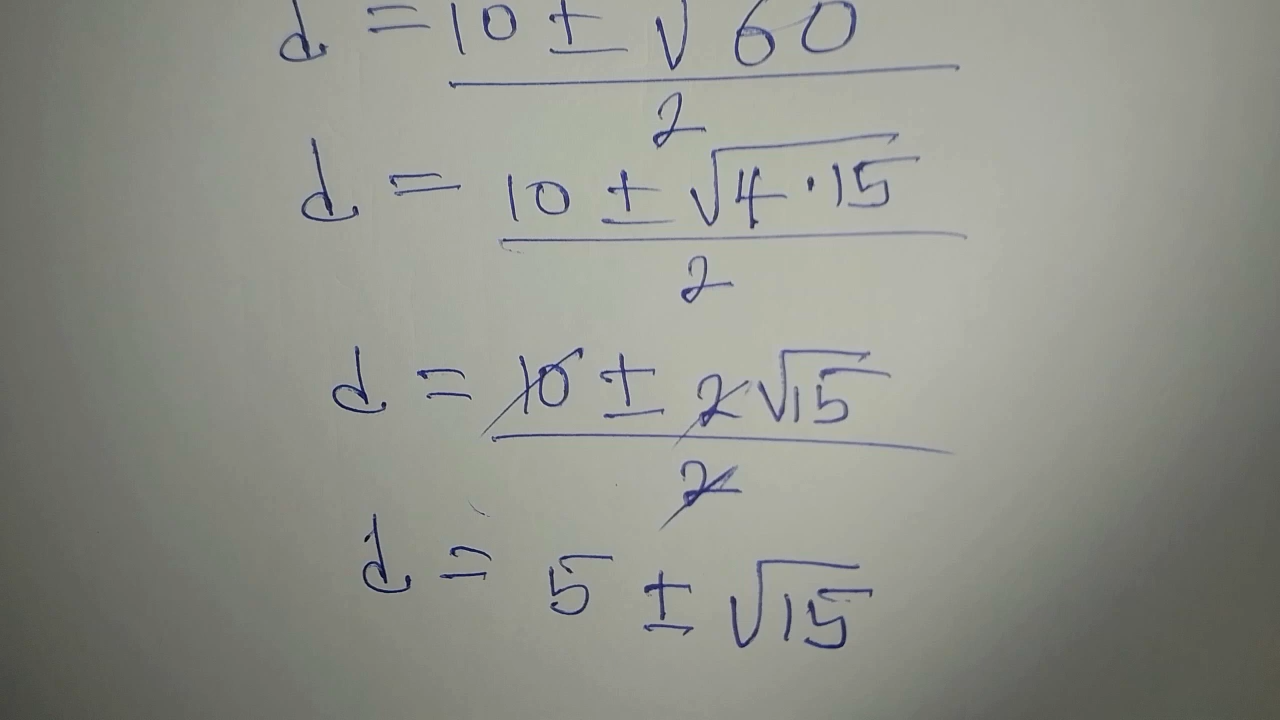 d = (10 ± √60)/2
d = (10 ± √(4·15))/2
d = (10 ± 2√15)/2
d = 5 ± √15